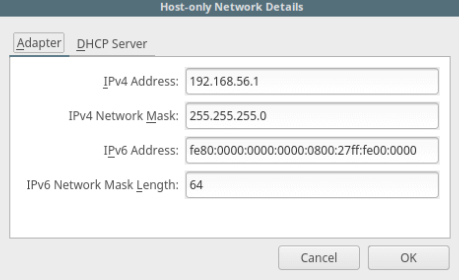 Host-only Network Details
Adapter DHCP Server
IPv4 Address: 192.168.56.1
IPv4 Network Mask: 255.255.255.0
IPv6 Address: fe80:0000:0000:0000:0800:27ff:fe00:0000
IPv6 Network Mask Length: 64
Cancel OK